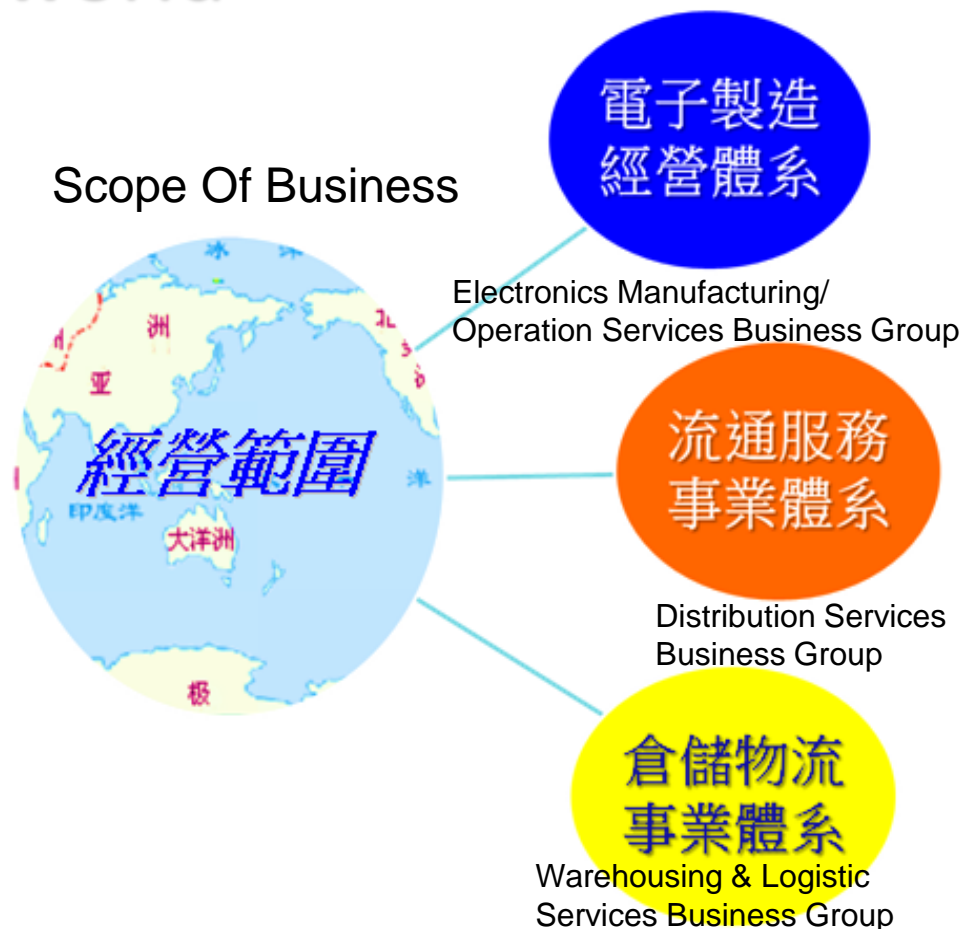 Scope Of Business
電子製造
經營體系
Electronics Manufacturing/
Operation Services Business Group
冰
洲
亚
經營範圍
洋
印度洋
大洋洲
极
流通服務
事業體系
Distribution Services
Business Group
倉儲物流
事業體系
Warehousing & Logistic
Services Business Group